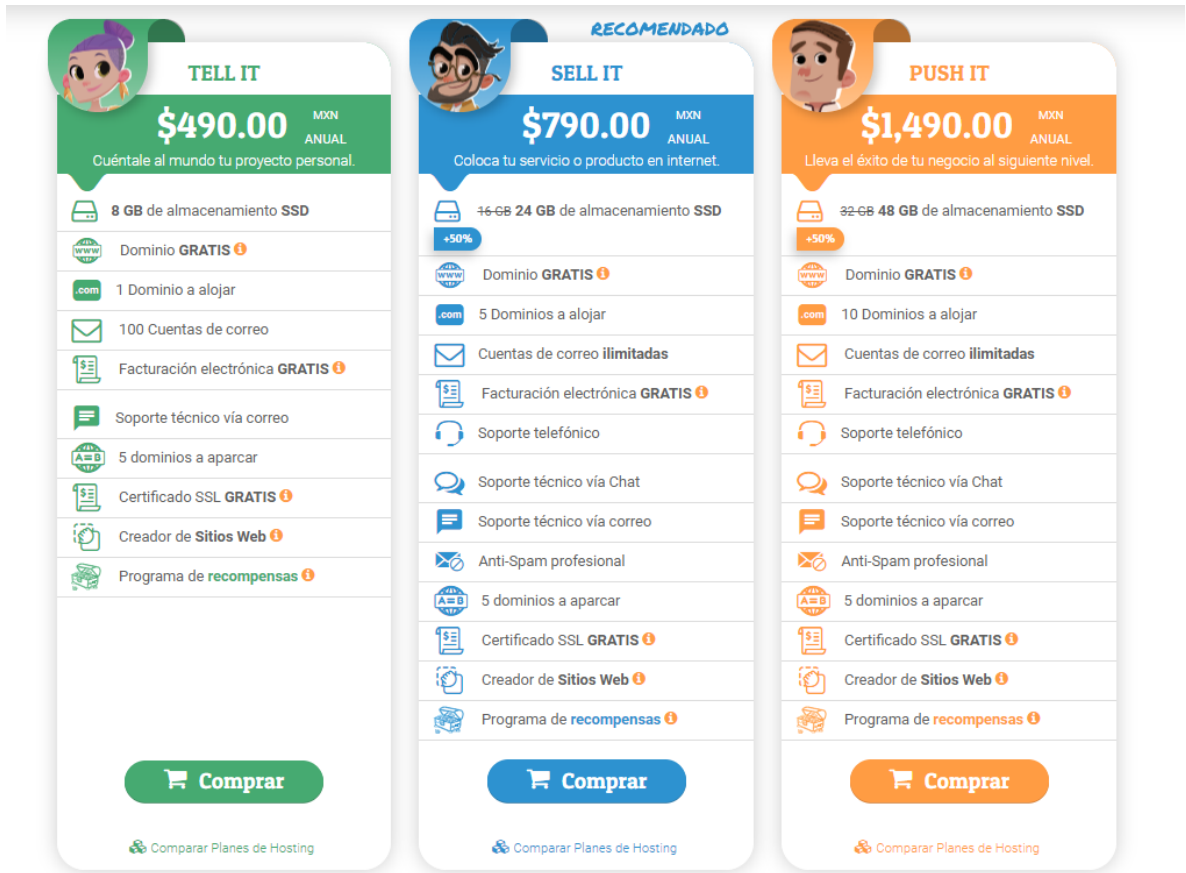 RECOMENDADO
TELL IT
$490.00 MXN ANUAL
Cuéntale al mundo tu proyecto personal.
8 GB de almacenamiento SSD
www Dominio GRATIS
.com 1 Dominio a alojar
100 Cuentas de correo
Facturación electrónica GRATIS
Soporte técnico vía correo
A=B 5 dominios a aparcar
Certificado SSL GRATIS
Creador de Sitios Web
Programa de recompensas
Comprar
Comparar Planes de Hosting
SELL IT
$790.00 MXN ANUAL
Coloca tu servicio o producto en internet.
16 GB 24 GB de almacenamiento SSD
+50%
www Dominio GRATIS
.com 5 Dominios a alojar
Cuentas de correo ilimitadas
Facturación electrónica GRATIS
Soporte telefónico
Soporte técnico vía Chat
Soporte técnico vía correo
Anti-Spam profesional
A=B 5 dominios a aparcar
Certificado SSL GRATIS
Creador de Sitios Web
Programa de recompensas
Comprar
Comparar Planes de Hosting
PUSH IT
$1,490.00 MXN ANUAL
Lleva el éxito de tu negocio al siguiente nivel.
32 GB 48 GB de almacenamiento SSD
+50%
www Dominio GRATIS
.com 10 Dominios a alojar
Cuentas de correo ilimitadas
Facturación electrónica GRATIS
Soporte telefónico
Soporte técnico vía Chat
Soporte técnico vía correo
Anti-Spam profesional
A=B 5 dominios a aparcar
Certificado SSL GRATIS
Creador de Sitios Web
Programa de recompensas
Comprar
Comparar Planes de Hosting